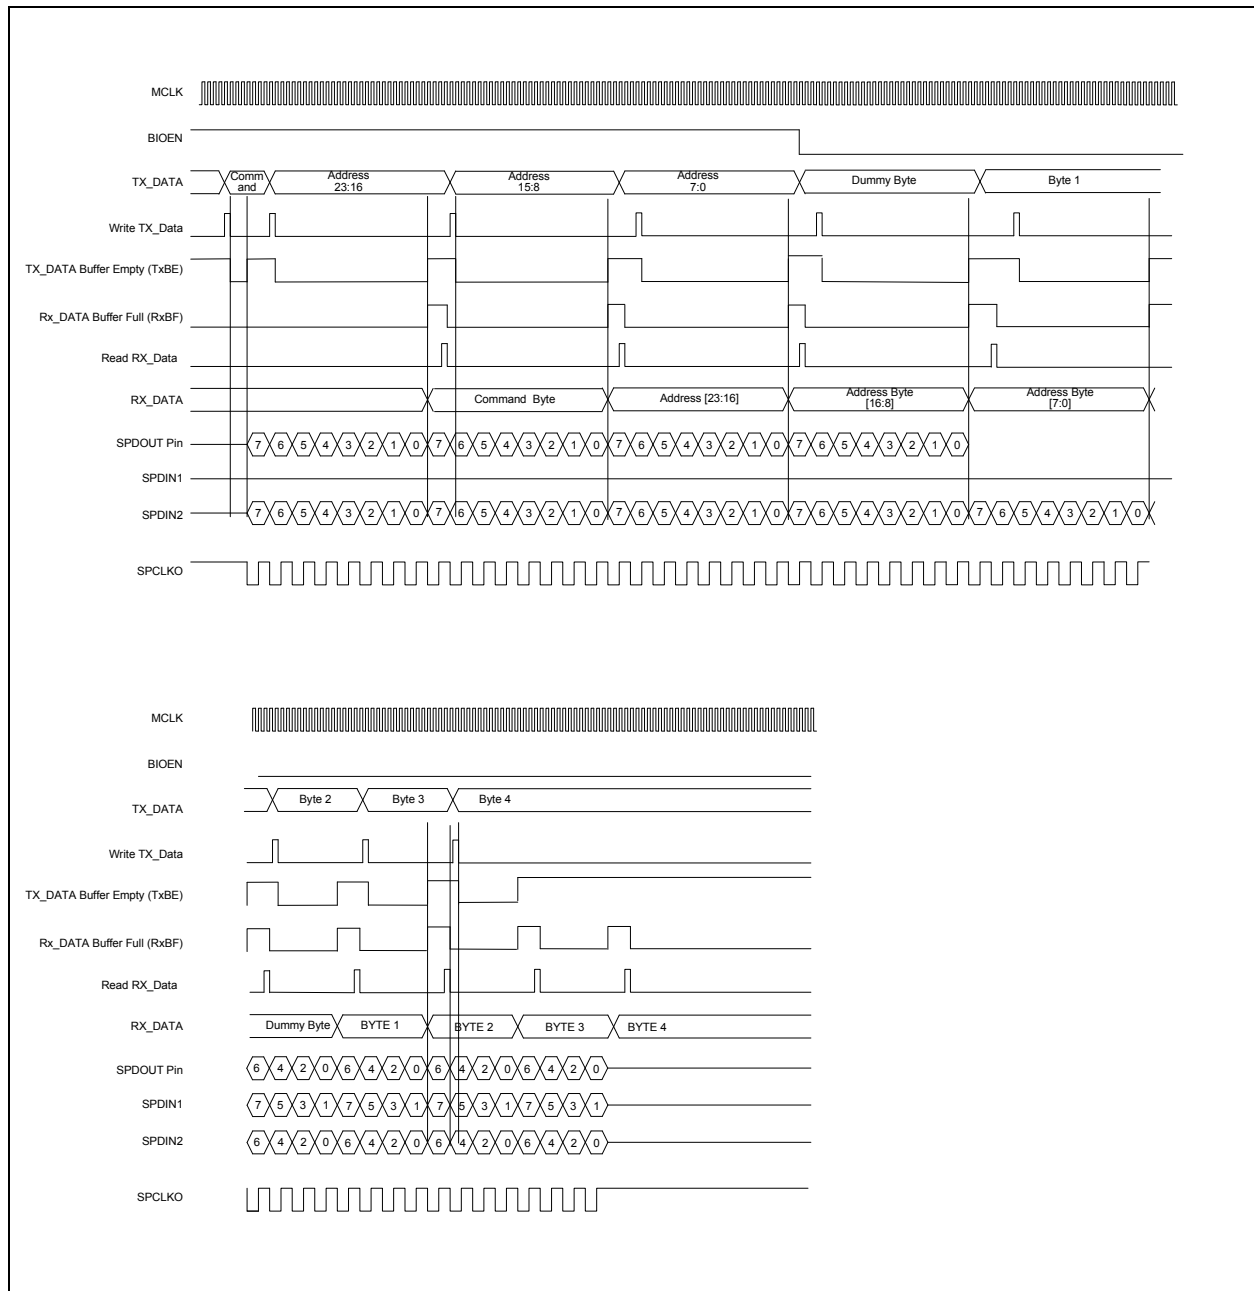 MCLK
BIOEN
TX_DATA
Comm
and
Address
23:16
Address
15:8
Address
7:0
Dummy Byte
Byte 1
Write TX_Data
TX_DATA Buffer Empty (TxBE)
Rx_DATA Buffer Full (RxBF)
Read RX_Data
RX_DATA
Command Byte
Address [23:16]
Address Byte
[16:8]
Address Byte
[7:0]
SPDOUT Pin
7 6 5 4 3 2 1 0 7 6 5 4 3 2 1 0 7 6 5 4 3 2 1 0 7 6 5 4 3 2 1 0
SPDIN1
SPDIN2
7 6 5 4 3 2 1 0 7 6 5 4 3 2 1 0 7 6 5 4 3 2 1 0 7 6 5 4 3 2 1 0 7 6 5 4 3 2 1 0
SPCLKO
MCLK
BIOEN
TX_DATA
Byte 2
Byte 3
Byte 4
Write TX_Data
TX_DATA Buffer Empty (TxBE)
Rx_DATA Buffer Full (RxBF)
Read RX_Data
RX_DATA
Dummy Byte
BYTE 1
BYTE 2
BYTE 3
BYTE 4
SPDOUT Pin
6 4 2 0 6 4 2 0 6 4 2 0 6 4 2 0
SPDIN1
7 5 3 1 7 5 3 1 7 5 3 1 7 5 3 1
SPDIN2
6 4 2 0 6 4 2 0 6 4 2 0 6 4 2 0
SPCLKO